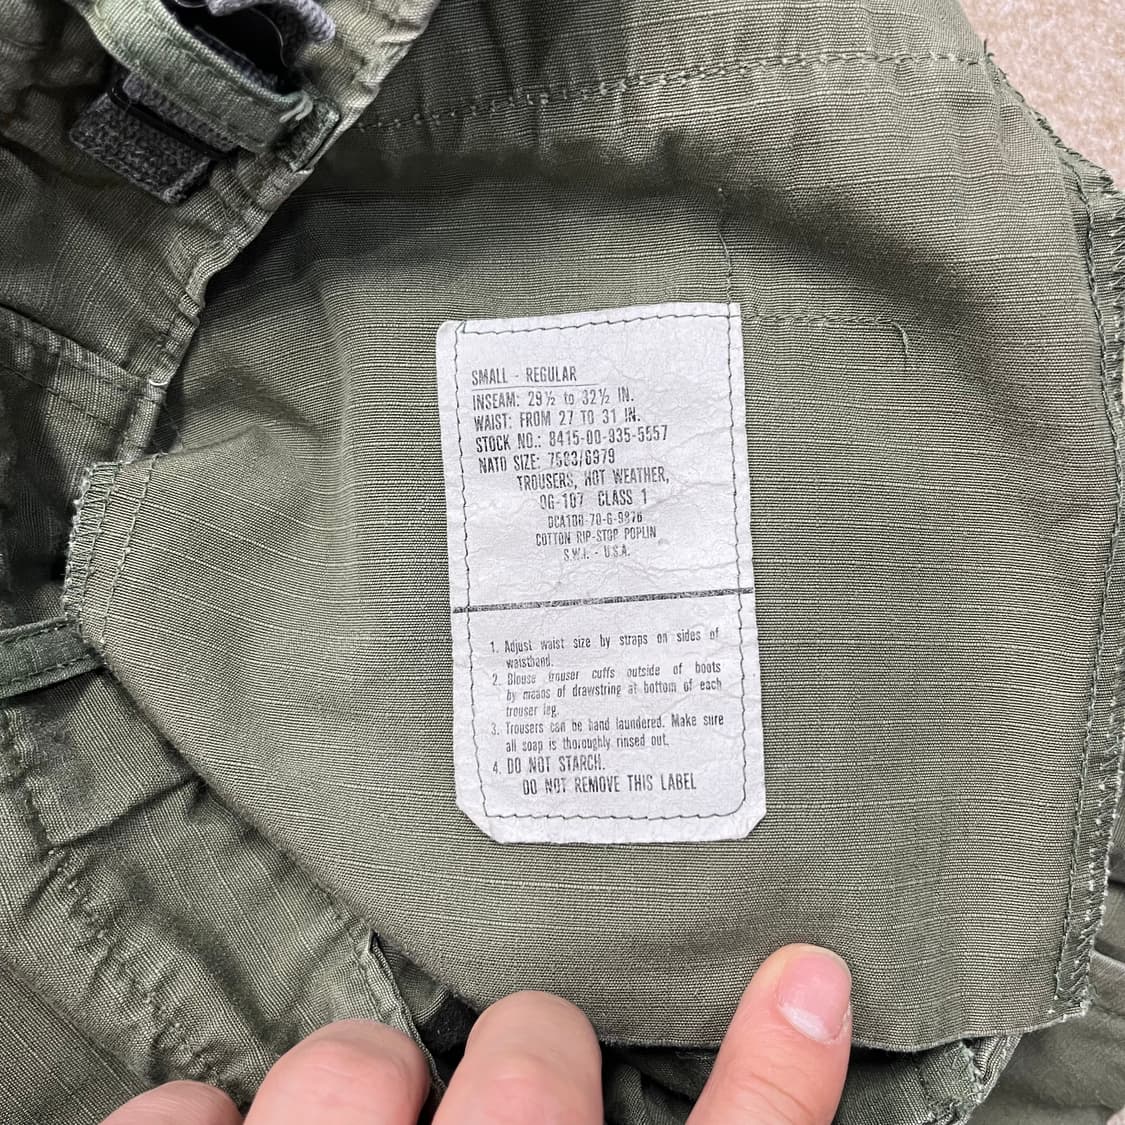 SMALL - REGULAR
INSEAM: 29½ to 32½ IN.
WAIST: FROM 27 TO 31 IN.
STOCK NO.: 8415-00-935-5557
NATO SIZE: 7583/6979
TROUSERS, HOT WEATHER,
OG-107 CLASS 1
DCA100-70-G-9876
COTTON RIP-STOP POPLIN
S.W.I. - U.S.A.
1. Adjust waist size by straps on sides of
waistband.
2. Blouse trouser cuffs outside of boots
by means of drawstring at bottom of each
trouser leg.
3. Trousers can be hand laundered. Make sure
all soap is thoroughly rinsed out.
4. DO NOT STARCH.
DO NOT REMOVE THIS LABEL